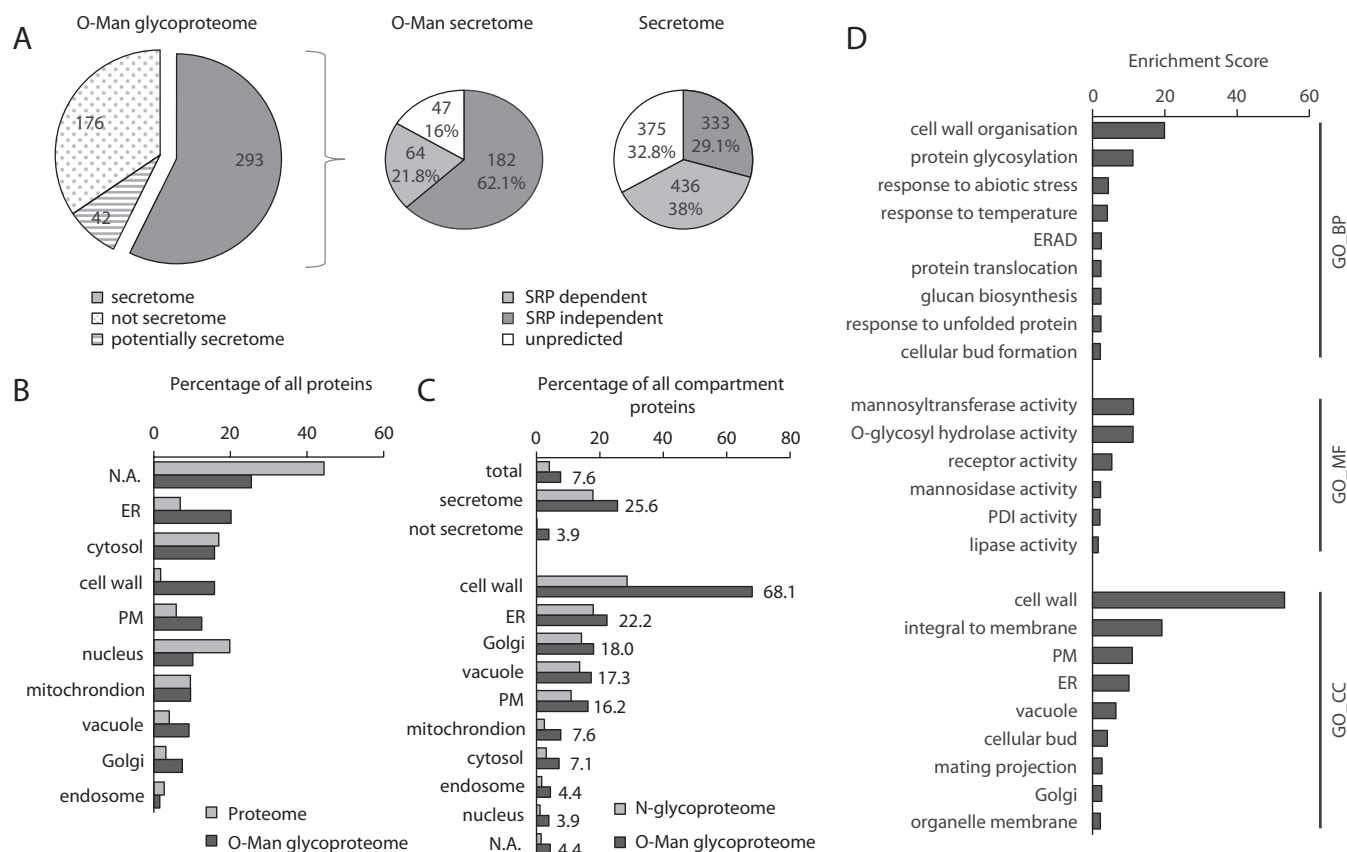 A
O-Man glycoproteome
176
293
42
secretome
not secretome
potentially secretome
O-Man secretome
47
16%
64
21.8%
182
62.1%
Secretome
375
32.8%
333
29.1%
436
38%
SRP dependent
SRP independent
unpredicted
B
Percentage of all proteins
0 20 40 60
N.A.
ER
cytosol
cell wall
PM
nucleus
mitochrondion
vacuole
Golgi
endosome
Proteome
O-Man glycoproteome
C
Percentage of all compartment
proteins
0 20 40 60 80
total 7.6
secretome 25.6
not secretome 3.9
cell wall 68.1
ER 22.2
Golgi 18.0
vacuole 17.3
PM 16.2
mitochrondion 7.6
cytosol 7.1
endosome 4.4
nucleus 3.9
N.A. 4.4
N-glycoproteome
O-Man glycoproteome
D
Enrichment Score
0 20 40 60
cell wall organisation
protein glycosylation
response to abiotic stress
response to temperature
ERAD
protein translocation
glucan biosynthesis
response to unfolded protein
cellular bud formation
GO_BP
mannosyltransferase activity
O-glycosyl hydrolase activity
receptor activity
mannosidase activity
PDI activity
lipase activity
GO_MF
cell wall
integral to membrane
PM
ER
vacuole
cellular bud
mating projection
Golgi
organelle membrane
GO_CC